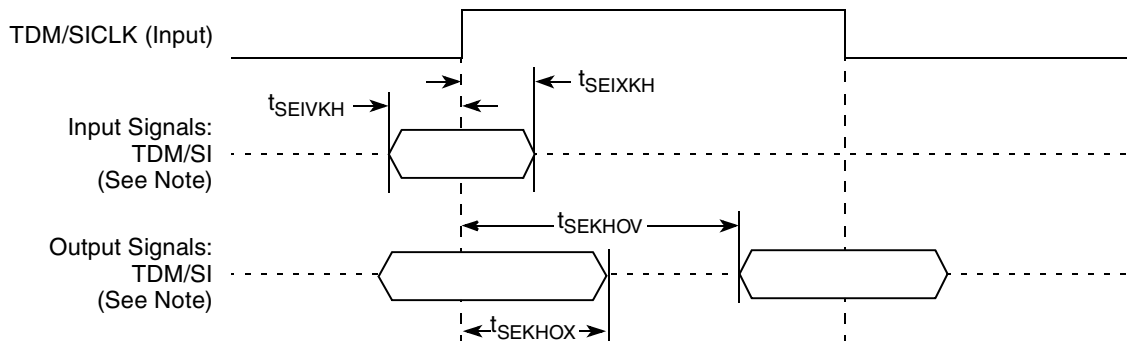 TDM/SICLK (Input)
tSEIXKH
tSEIVKH
Input Signals:
TDM/SI
(See Note)
tSEKHOV
Output Signals:
TDM/SI
(See Note)
tSEKHOX